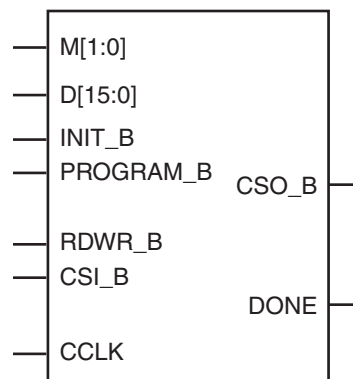 M[1:0]
D[15:0]
INIT_B
PROGRAM_B
CSO_B
RDWR_B
CSI_B
DONE
CCLK